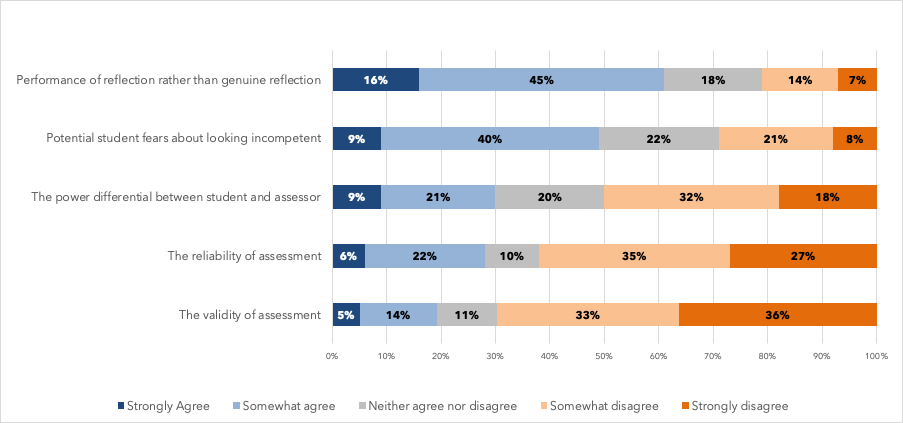 Performance of reflection rather than genuine reflection 16% 45% 18% 14% 7%
Potential student fears about looking incompetent 9% 40% 22% 21% 8%
The power differential between student and assessor 9% 21% 20% 32% 18%
The reliability of assessment 6% 22% 10% 35% 27%
The validity of assessment 5% 14% 11% 33% 36%
0% 10% 20% 30% 40% 50% 60% 70% 80% 90% 100%
Strongly Agree Somewhat agree Neither agree nor disagree Somewhat disagree Strongly disagree